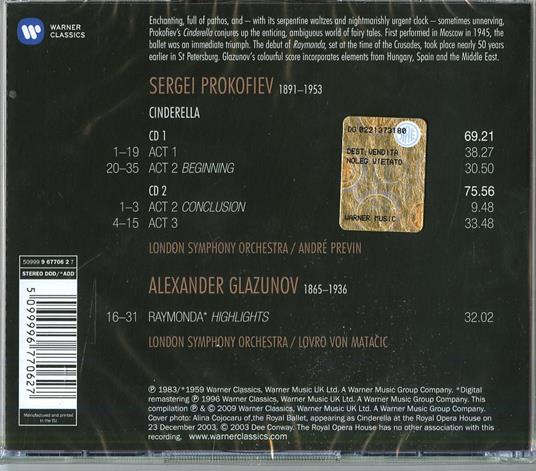 WARNER
CLASSICS
Enchanting, full of pathos, and – with its serpentine waltzes and nightmarishly urgent clock – sometimes unnerving,
Prokofiev's Cinderella conjures up the enticing, ambiguous world of fairy tales. First performed in Moscow in 1945, the
ballet was an immediate triumph. The debut of Raymonda, set at the time of the Crusades, took place nearly 50 years
earlier in St Petersburg. Glazunov's colourful score incorporates elements from Hungary, Spain and the Middle East.
SERGEI PROKOFIEV 1891–1953
CINDERELLA
CD 1 69.21
1–19 ACT 1 38.27
20–35 ACT 2 BEGINNING 30.50
CD 2 75.56
1–3 ACT 2 CONCLUSION 9.48
4–15 ACT 3 33.48
LONDON SYMPHONY ORCHESTRA / ANDRÉ PREVIN
DO 0221373180
DEST. VENDITA
NOLEG. VIETATO
WARNER MUSIC
ALEXANDER GLAZUNOV 1865–1936
16–31 RAYMONDA* HIGHLIGHTS 32.02
LONDON SYMPHONY ORCHESTRA / LOVRO VON MATAČIC
50999 9 67706 2 7
STEREO DDD/*ADD
5 099996 770627
Manufactured and printed
in the EU
℗ 1983/*1959 Warner Classics, Warner Music UK Ltd. A Warner Music Group Company. *Digital
remastering ℗ 1996 Warner Classics, Warner Music UK Ltd. A Warner Music Group Company. This
compilation ℗ & © 2009 Warner Classics, Warner Music UK Ltd. A Warner Music Group Company.
Cover photo: Alina Cojocaru of the Royal Ballet, appearing as Cinderella at the Royal Opera House on
23 December 2003, © 2003 Dee Conway. The Royal Opera House has no other association with this
recording. www.warnerclassics.com